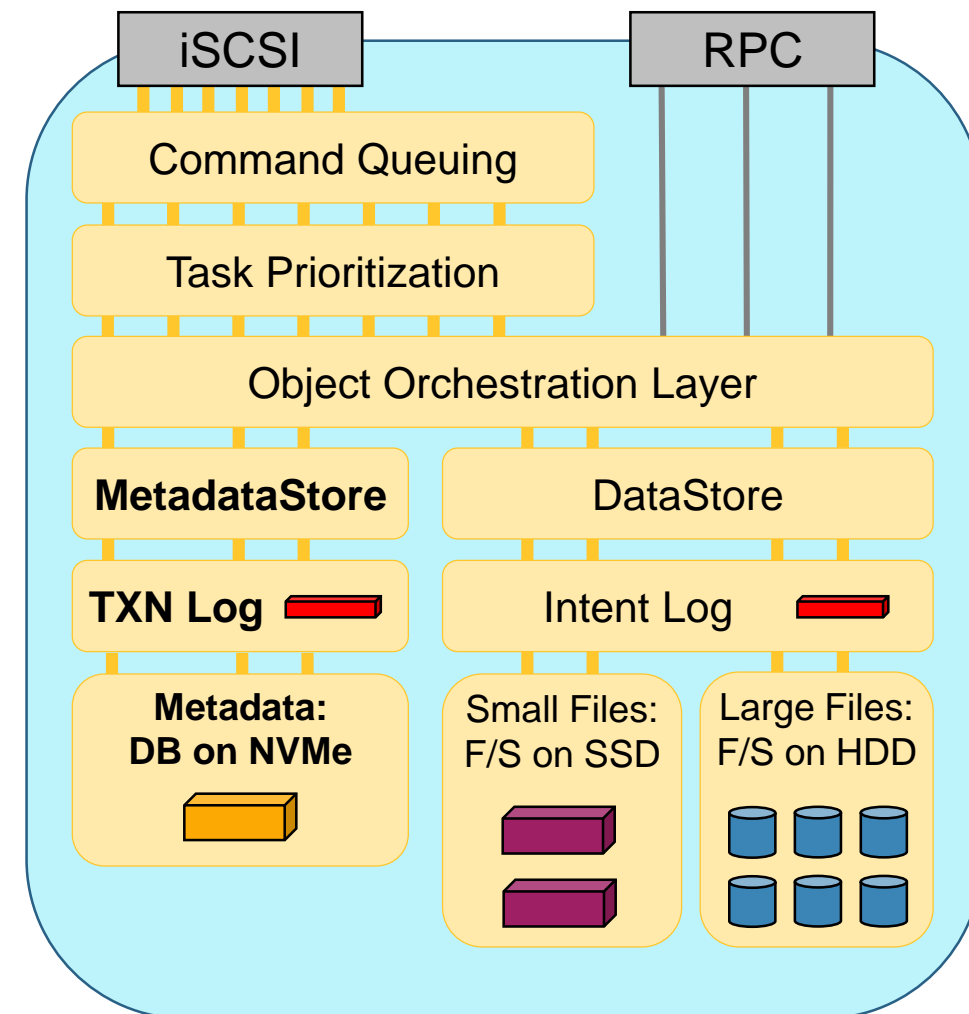 iSCSI
RPC
Command Queuing
Task Prioritization
Object Orchestration Layer
MetadataStore
DataStore
TXN Log
Intent Log
Metadata:
DB on NVMe
Small Files:
F/S on SSD
Large Files:
F/S on HDD